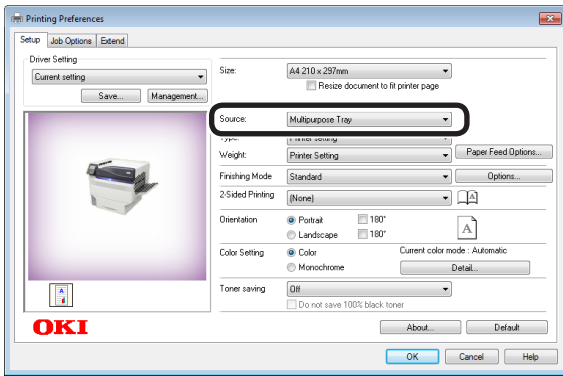 Printing Preferences
Setup Job Options Extend
Driver Setting
Current setting
Save... Management...
OKI
Size: A4 210 x 297mm
Resize document to fit printer page
Source: Multipurpose Tray
Type: Printer Setting
Weight: Printer Setting Paper Feed Options...
Finishing Mode Standard Options...
2-Sided Printing (None)
Orientation Portrait 180°
Landscape 180°
A
Color Setting Color Current color mode : Automatic
Monochrome Detail...
Toner saving Off
Do not save 100% black toner
About... Default
OK Cancel Help